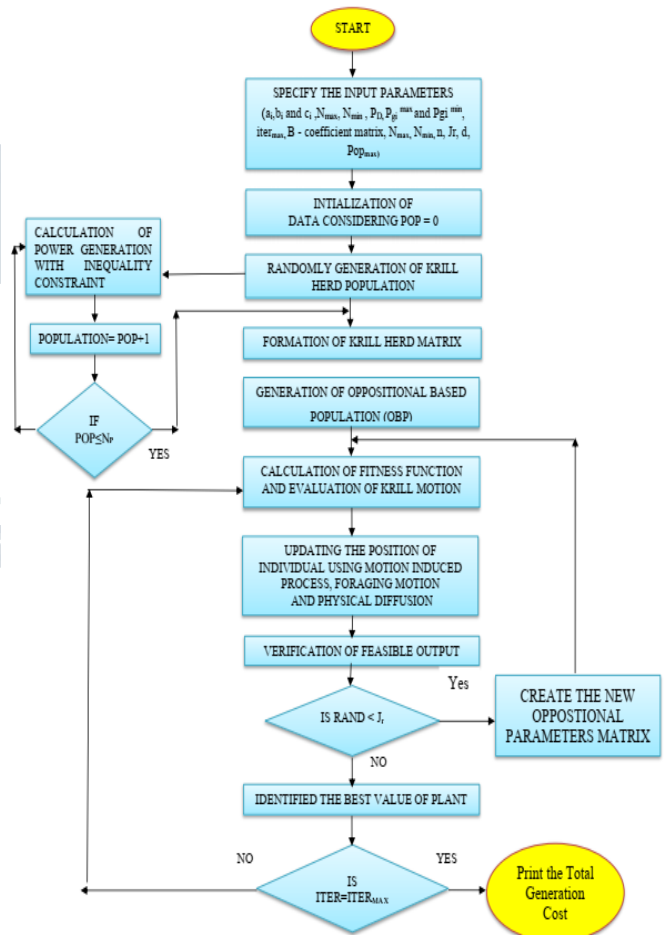 START
SPECIFY THE INPUT PARAMETERS
(ai,bi and ci ,Nmax, Nmin , PD, Pgi max and Pgi min,
itermax, B - coefficient matrix, Nmax, Nmin, n, Jr, d,
Popmax)
INTIALIZATION OF
DATA CONSIDERING POP = 0
CALCULATION OF
POWER GENERATION
WITH INEQUALITY
CONSTRAINT
RANDOMLY GENERATION OF KRILL
HERD POPULATION
POPULATION= POP+1
FORMATION OF KRILL HERD MATRIX
IF
POP≤NP
YES
GENERATION OF OPPOSITIONAL BASED
POPULATION (OBP)
CALCULATION OF FITNESS FUNCTION
AND EVALUATION OF KRILL MOTION
UPDATING THE POSITION OF
INDIVIDUAL USING MOTION INDUCED
PROCESS, FORAGING MOTION
AND PHYSICAL DIFFUSION
VERIFICATION OF FEASIBLE OUTPUT
Yes
IS RAND < Jr
CREATE THE NEW
OPPOSTIONAL
PARAMETERS MATRIX
NO
IDENTIFIED THE BEST VALUE OF PLANT
NO
YES
IS
ITER=ITERMAX
Print the Total
Generation
Cost